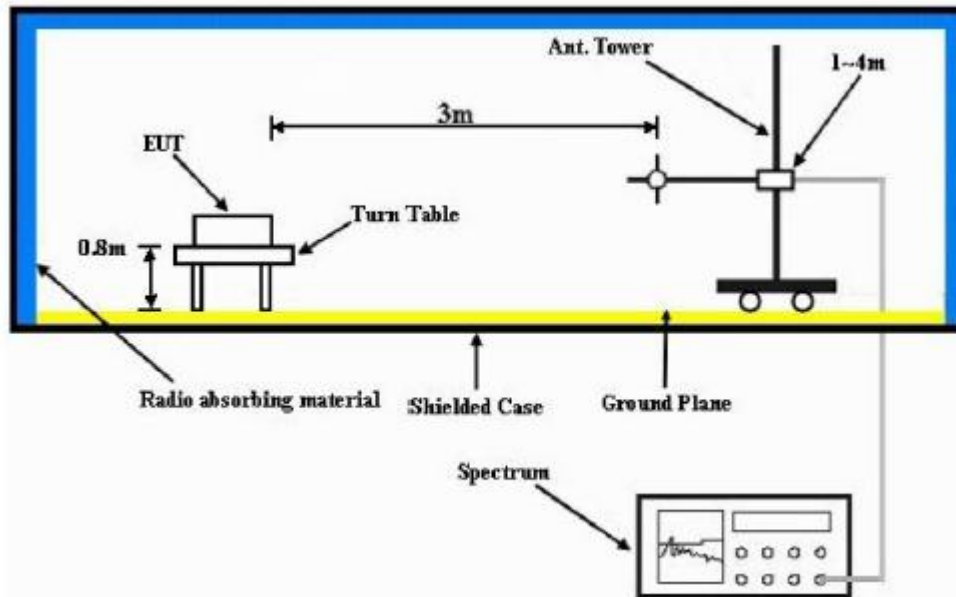 Ant. Tower
1~4m
3m
EUT
Turn Table
0.8m
Radio absorbing material
Shielded Case
Ground Plane
Spectrum